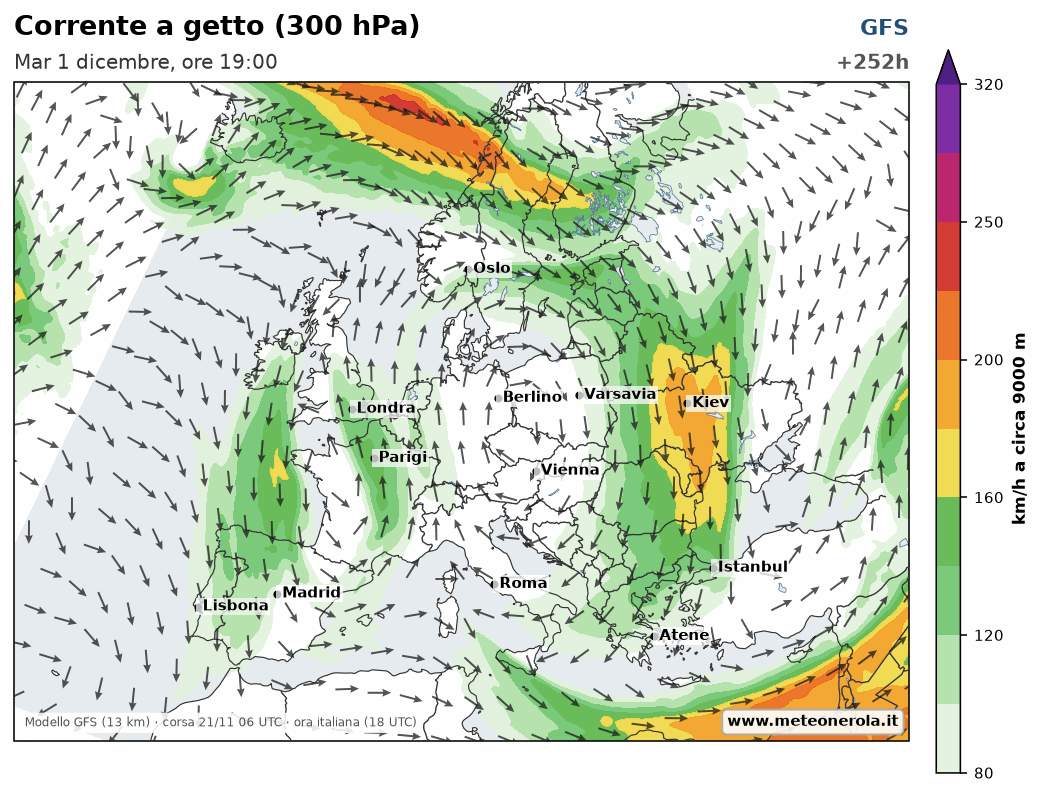 Corrente a getto (300 hPa)
GFS
Mar 1 dicembre, ore 19:00
+252h
320
250
200
160
120
80
km/h a circa 9000 m
Oslo
Londra
Berlino
Varsavia
Kiev
Parigi
Vienna
Istanbul
Roma
Madrid
Lisbona
Atene
Modello GFS (13 km) · corsa 21/11 06 UTC · ora italiana (18 UTC)
www.meteonerola.it